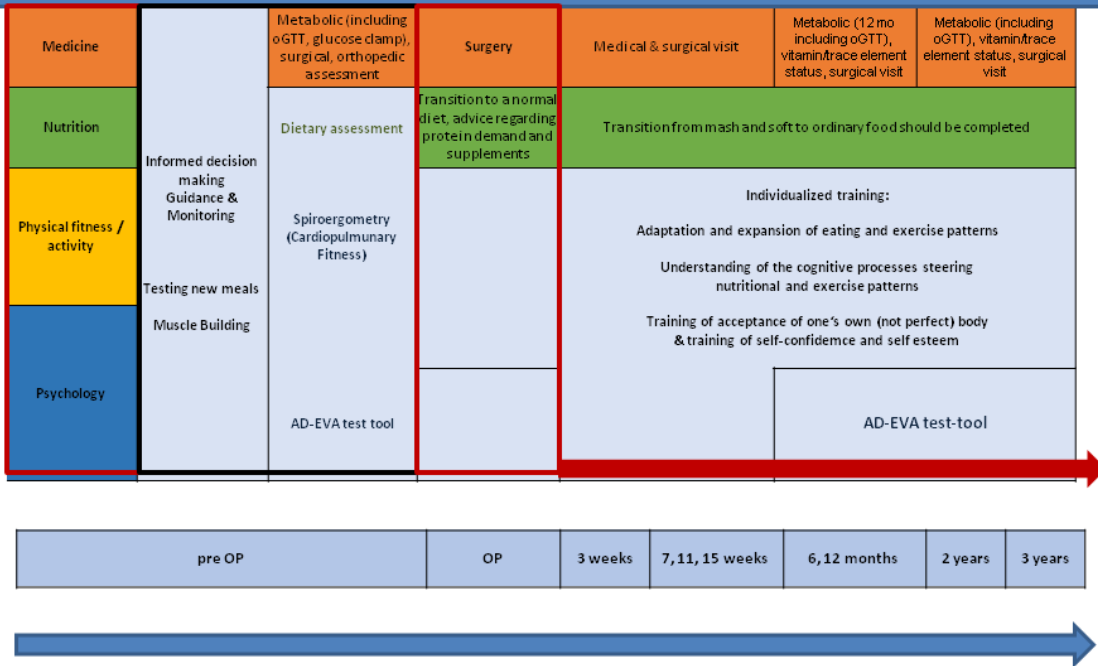 Medicine
Metabolic (including
oGTT, glucose clamp),
surgical, orthopedic
assessment
Surgery
Medical & surgical visit
Metabolic (12 mo
including oGTT),
vitamin/trace element
status, surgical visit
Metabolic (including
oGTT), vitamin/trace
element status, surgical
visit
Nutrition
Dietary assessment
Transition to a normal
diet, advice regarding
protein demand and
supplements
Transition from mash and soft to ordinary food should be completed
Informed decision
making
Guidance &
Monitoring
Testing new meals
Muscle Building
Physical fitness /
activity
Spiroergometry
(Cardiopulmunary
Fitness)
Individualized training:
Adaptation and expansion of eating and exercise patterns
Understanding of the cognitive processes steering
nutritional and exercise patterns
Training of acceptance of one's own (not perfect) body
& training of self-confidemce and self esteem
Psychology
AD-EVA test tool
AD-EVA test-tool
pre OP
OP
3 weeks
7, 11, 15 weeks
6, 12 months
2 years
3 years